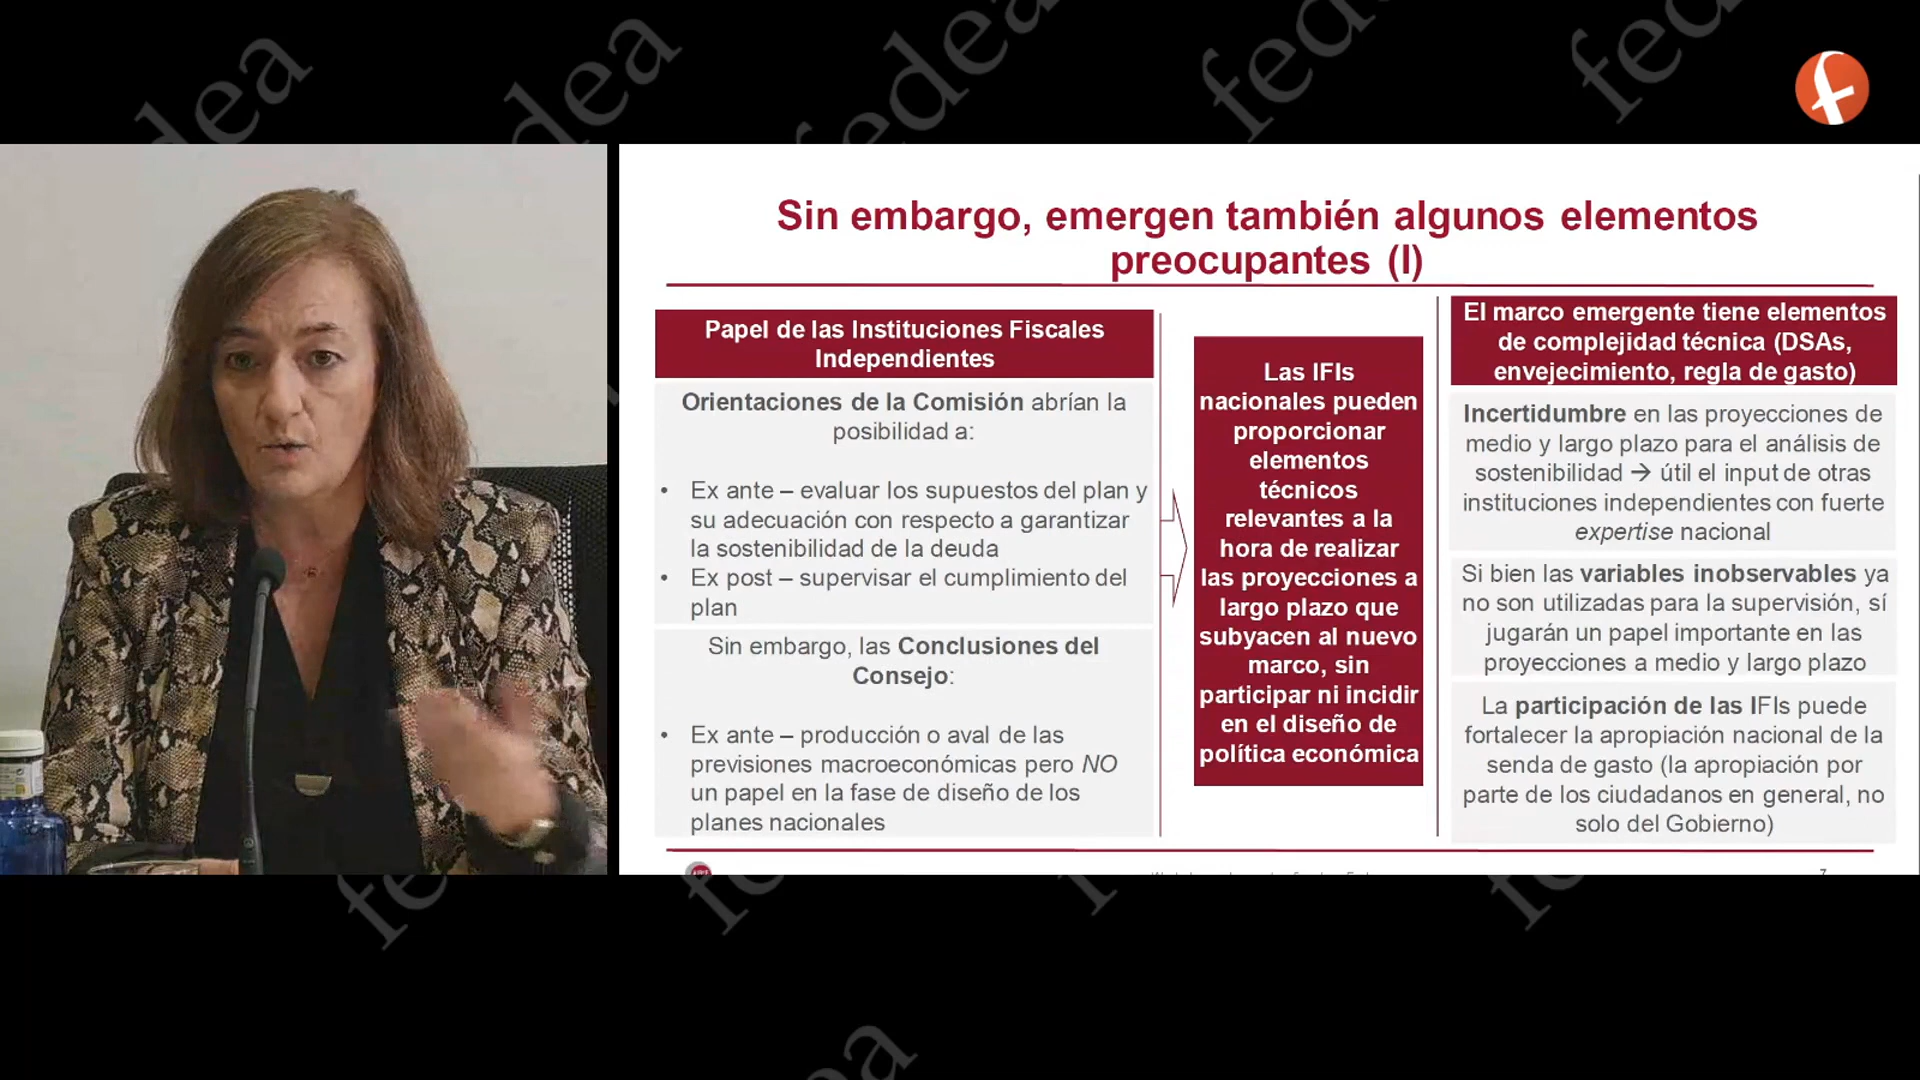 fedea
fedea
fedea
fed
fed
Sin embargo, emergen también algunos elementos
preocupantes (I)
Papel de las Instituciones Fiscales
Independientes
Orientaciones de la Comisión abrían la
posibilidad a:
• Ex ante – evaluar los supuestos del plan y
su adecuación con respecto a garantizar
la sostenibilidad de la deuda
• Ex post – supervisar el cumplimiento del
plan
Sin embargo, las Conclusiones del
Consejo:
• Ex ante – producción o aval de las
previsiones macroeconómicas pero NO
un papel en la fase de diseño de los
planes nacionales
Las IFIs
nacionales pueden
proporcionar
elementos
técnicos
relevantes a la
hora de realizar
las proyecciones a
largo plazo que
subyacen al nuevo
marco, sin
participar ni incidir
en el diseño de
política económica
El marco emergente tiene elementos
de complejidad técnica (DSAs,
envejecimiento, regla de gasto)
Incertidumbre en las proyecciones de
medio y largo plazo para el análisis de
sostenibilidad → útil el input de otras
instituciones independientes con fuerte
expertise nacional
Si bien las variables inobservables ya
no son utilizadas para la supervisión, sí
jugarán un papel importante en las
proyecciones a medio y largo plazo
La participación de las IFIs puede
fortalecer la apropiación nacional de la
senda de gasto (la apropiación por
parte de los ciudadanos en general, no
solo del Gobierno)
fedea